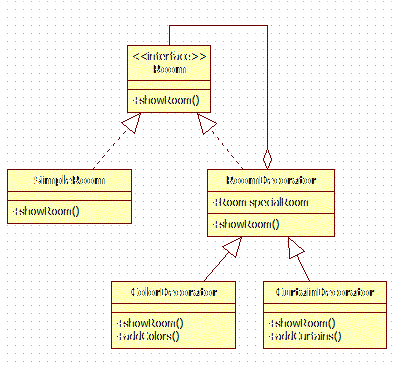 <<interface>>
Room
+showRoom()
SimpleRoom
+showRoom()
RoomDecorator
+Room specialRoom
+showRoom()
ColorDecorator
+showRoom()
+addColors()
CurtainDecorator
+showRoom()
+addCurtains()